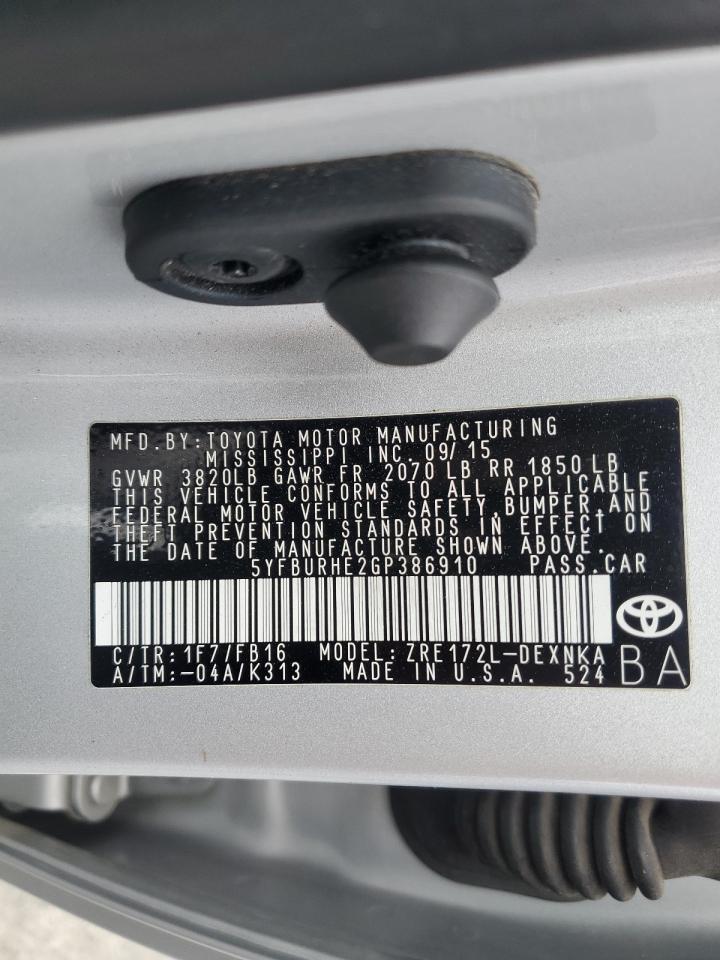 MFD.BY:TOYOTA MOTOR MANUFACTURING
MISSISSIPPI INC. 09/15
GVWR 3820LB GAWR FR 2070 LB RR 1850 LB
THIS VEHICLE CONFORMS TO ALL APPLICABLE
FEDERAL MOTOR VEHICLE SAFETY,BUMPER,AND
THEFT PREVENTION STANDARDS IN EFFECT ON
THE DATE OF MANUFACTURE SHOWN ABOVE.
5YFBURHE2GP386910 PASS.CAR
C/TR:1F7/FB16 MODEL:ZRE172L-DEXNKA
A/TM:-04A/K313 MADE IN U.S.A. 524
BA